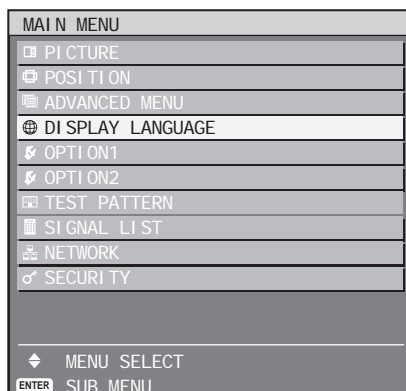 MAIN MENU
PICTURE
POSITION
ADVANCED MENU
DISPLAY LANGUAGE
OPTION1
OPTION2
TEST PATTERN
SIGNAL LIST
NETWORK
SECURITY
MENU SELECT
ENTER SUB MENU